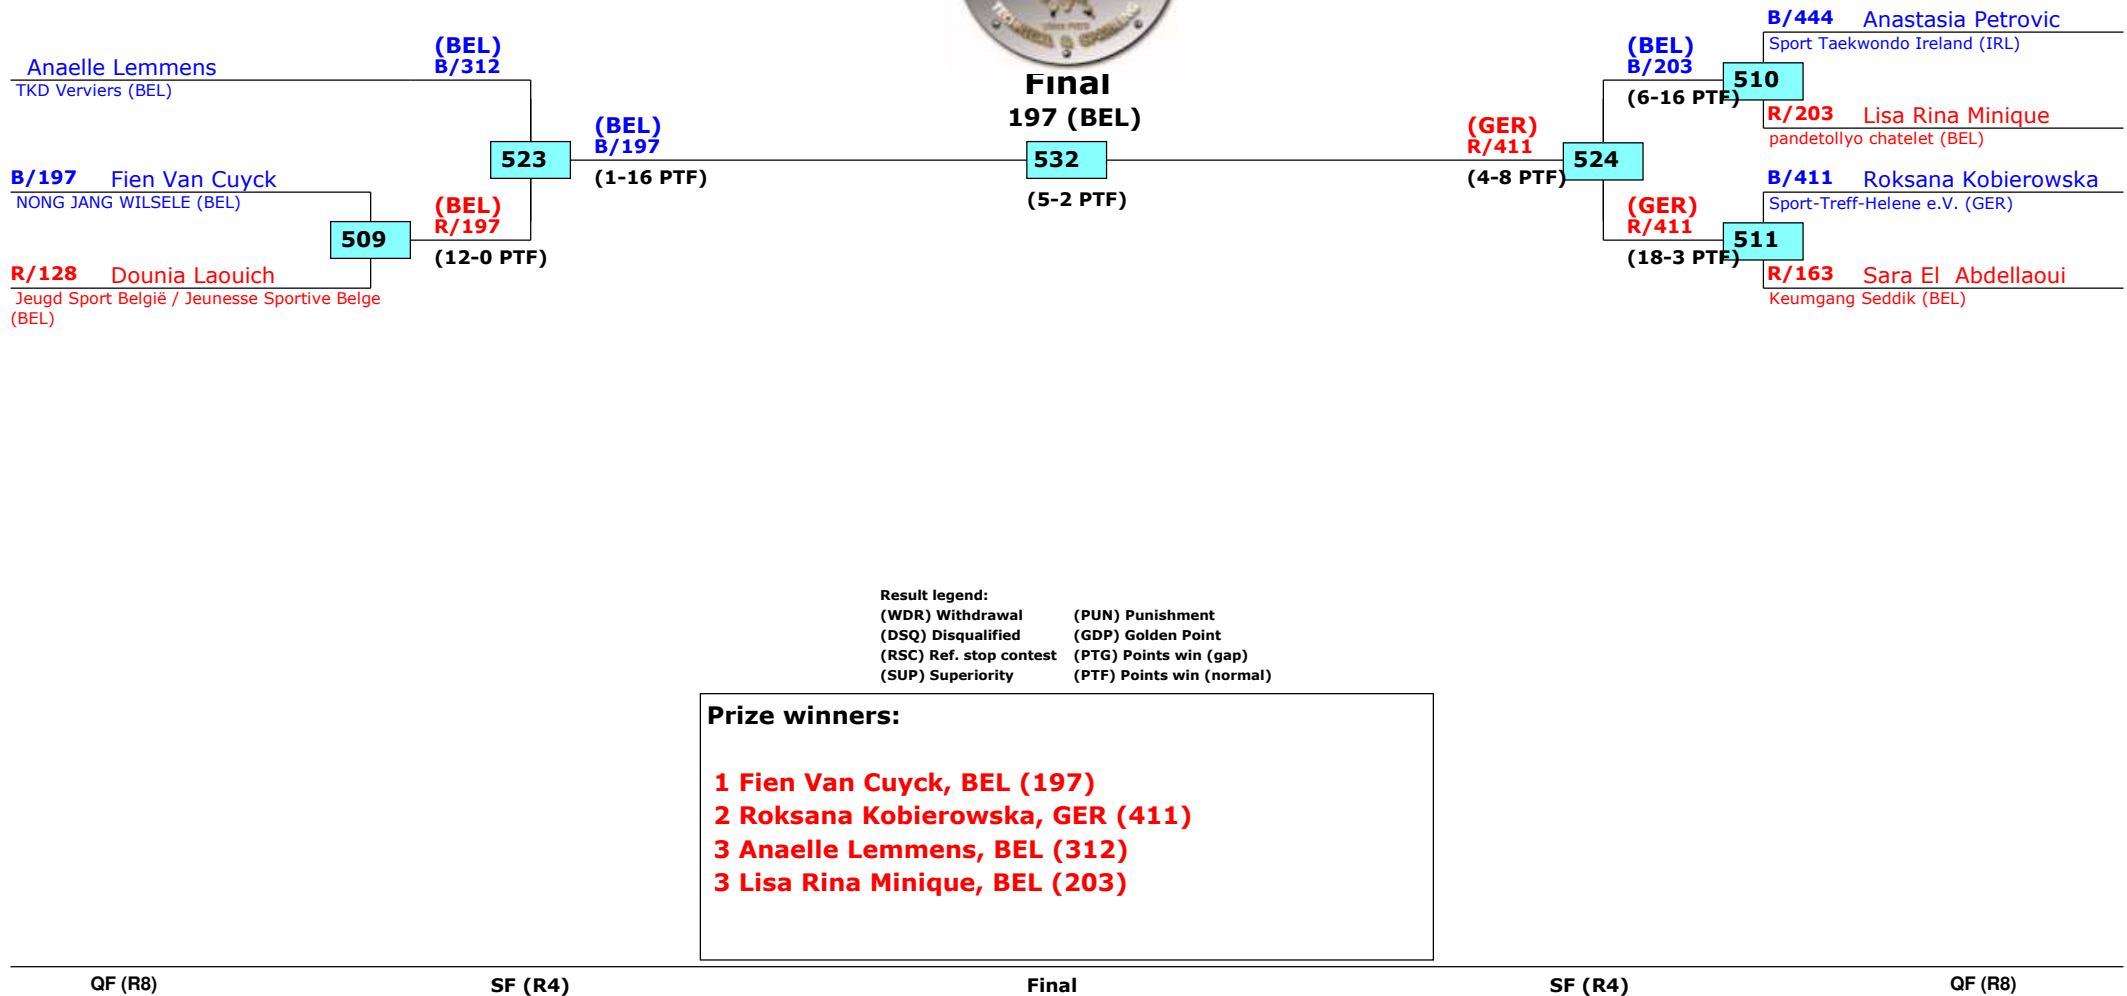 TECHNIEK & SPARRING
Final
197 (BEL)
532
(5-2 PTF)
Anaelle Lemmens
TKD Verviers (BEL)
(BEL)
B/312
523
(BEL)
B/197
(1-16 PTF)
B/197 Fien Van Cuyck
NONG JANG WILSELE (BEL)
509
(BEL)
R/197
(12-0 PTF)
R/128 Dounia Laouich
Jeugd Sport België / Jeunesse Sportive Belge
(BEL)
(GER)
R/411
(4-8 PTF)
524
(BEL)
B/203
(6-16 PTF)
510
B/444 Anastasia Petrovic
Sport Taekwondo Ireland (IRL)
R/203 Lisa Rina Minique
pandetollyo chatelet (BEL)
(GER)
R/411
(18-3 PTF)
511
B/411 Roksana Kobierowska
Sport-Treff-Helene e.V. (GER)
R/163 Sara El  Abdellaoui
Keumgang Seddik (BEL)
Result legend:
(WDR) Withdrawal (PUN) Punishment
(DSQ) Disqualified (GDP) Golden Point
(RSC) Ref. stop contest (PTG) Points win (gap)
(SUP) Superiority (PTF) Points win (normal)
Prize winners:
1 Fien Van Cuyck, BEL (197)
2 Roksana Kobierowska, GER (411)
3 Anaelle Lemmens, BEL (312)
3 Lisa Rina Minique, BEL (203)
QF (R8) SF (R4) Final SF (R4) QF (R8)